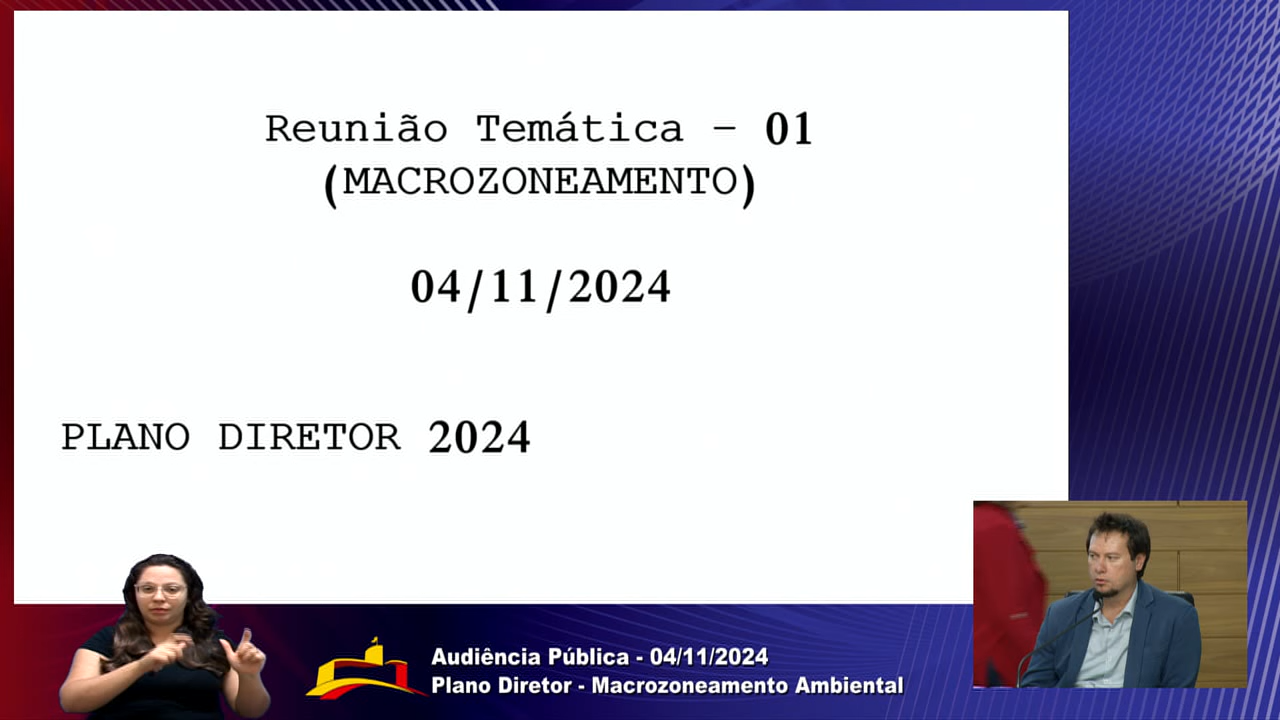 Reunião Temática – 01
(MACROZONEAMENTO)
04/11/2024
PLANO DIRETOR 2024
Audiência Pública - 04/11/2024
Plano Diretor - Macrozoneamento Ambiental